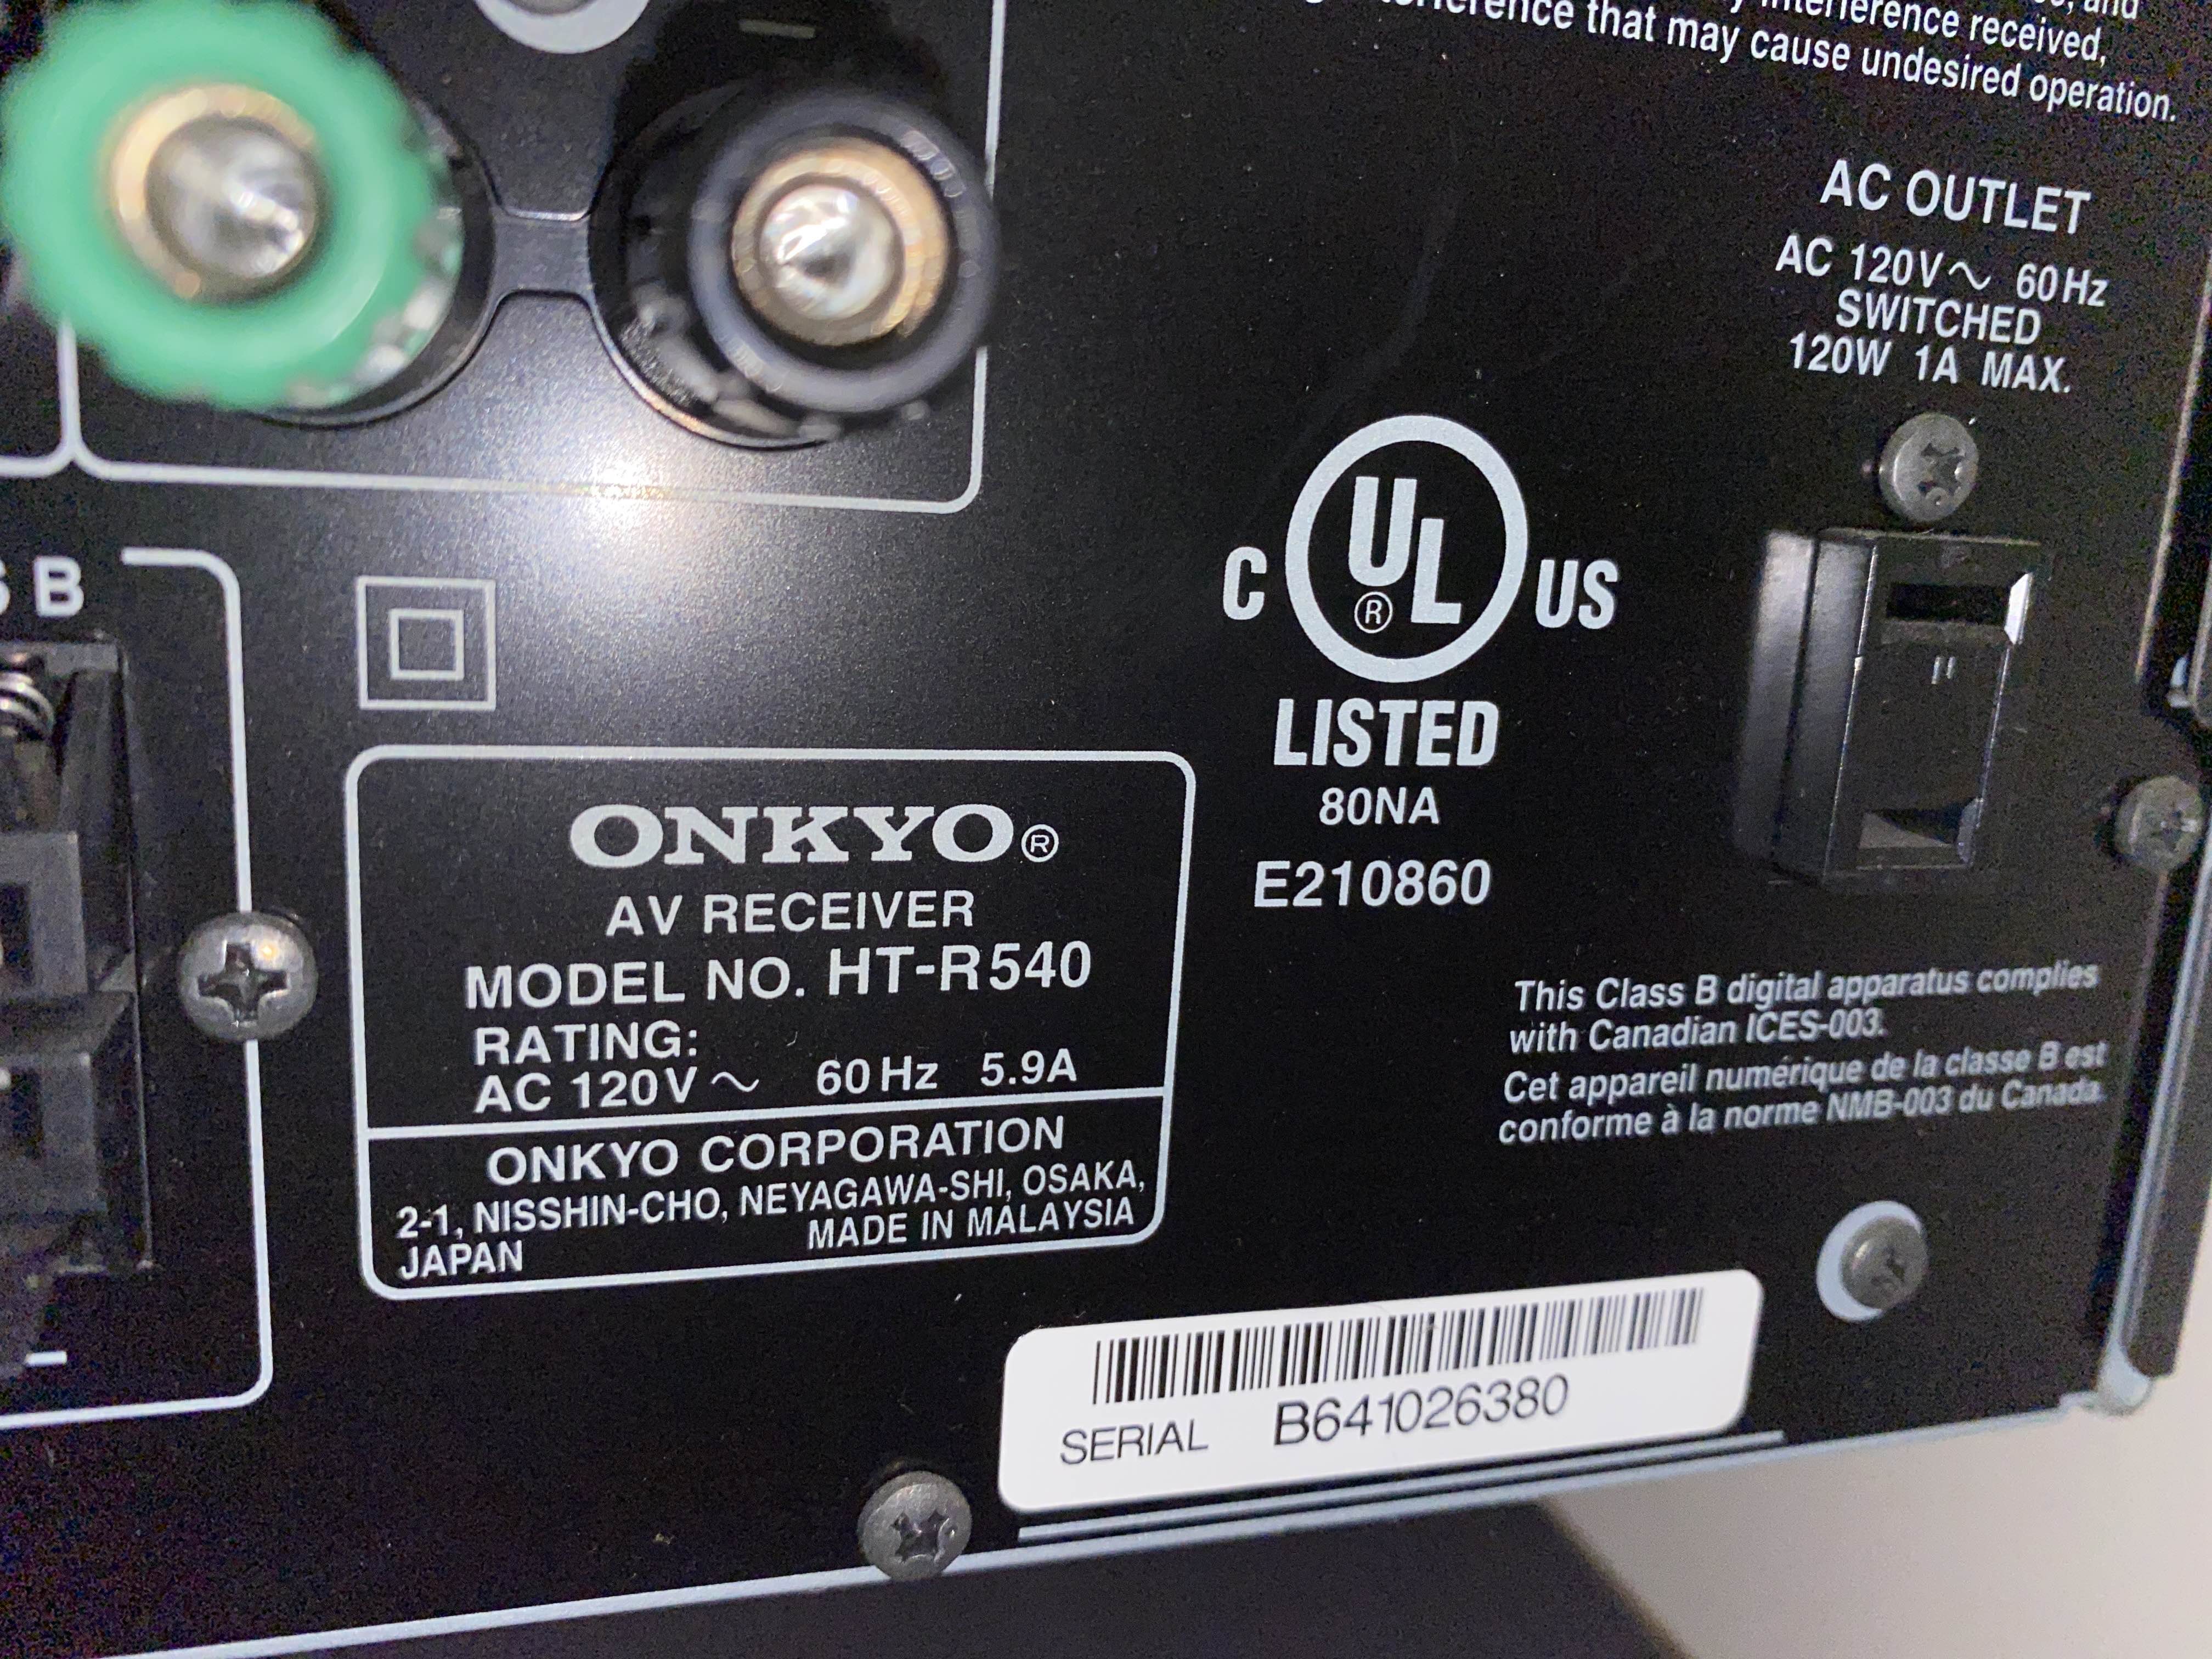 and
interference received,
interference that may cause undesired operation.
AC OUTLET
AC 120V~ 60Hz
SWITCHED
120W 1A MAX.
B
C UL® US
LISTED
80NA
E210860
ONKYO®
AV RECEIVER
MODEL NO. HT-R540
RATING:
AC 120V~ 60Hz 5.9A
ONKYO CORPORATION
2-1, NISSHIN-CHO, NEYAGAWA-SHI, OSAKA,
JAPAN MADE IN MALAYSIA
This Class B digital apparatus complies
with Canadian ICES-003.
Cet appareil numérique de la classe B est
conforme à la norme NMB-003 du Canada.
SERIAL B641026380